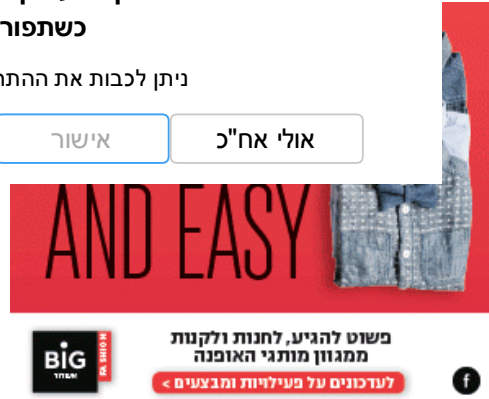 כשתפור
ניתן לכבות את ההתר
אולי אח"כ
אישור
AND EASY
BIG
FASHION
אשדוד
פשוט להגיע, לחנות ולקנות
ממגוון מותגי האופנה
לעדכונים על פעילויות ומבצעים >
f